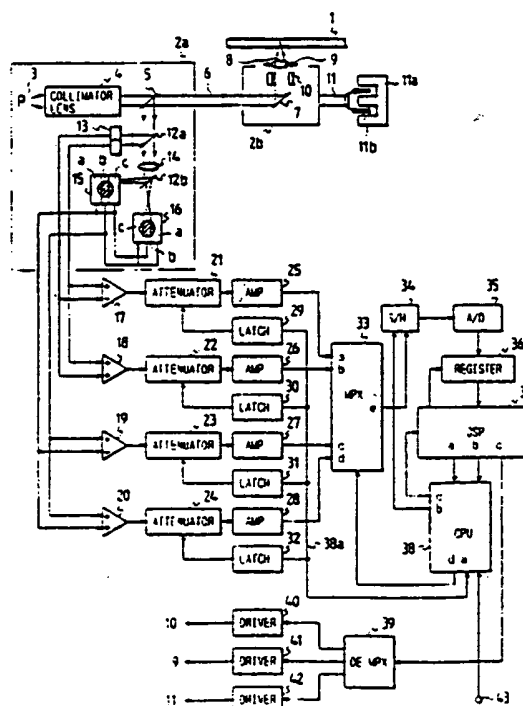 1
2a
3
4
5
6
8
9
10
11
11a
P
COLLIMATOR
LENS
7
11b
2b
13
12a
14
a b c
15
12b
16
c
a
b
21
25
34
35
17
ATTENUATOR
AMP
29
33
S/H
A/D
LATCH
36
18
22
26
a
b
MPX
e
REGISTER
ATTENUATOR
AMP
30
LATCH
19
23
27
c
d
DSP
a b c
ATTENUATOR
AMP
31
LATCH
c
b
CPU
38
d a
20
24
28
ATTENUATOR
AMP
32
38a
LATCH
40
39
10
DRIVER
41
9
DRIVER
DE MPX
42
11
DRIVER
43